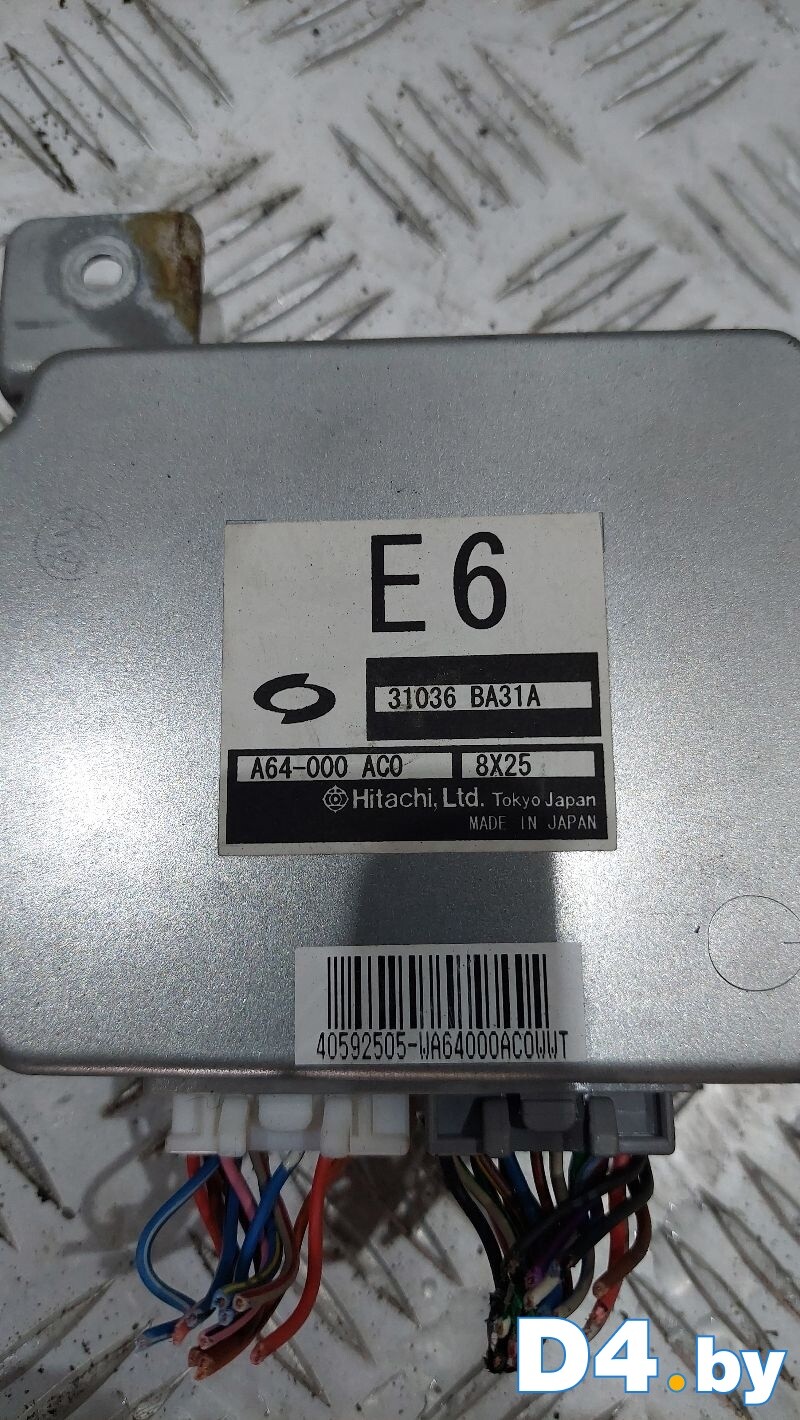 E6
31036 BA31A
A64-000 AC0 8X25
Hitachi, Ltd. Tokyo Japan
MADE IN JAPAN
40592505-WA64000AC0WWT
D4.by